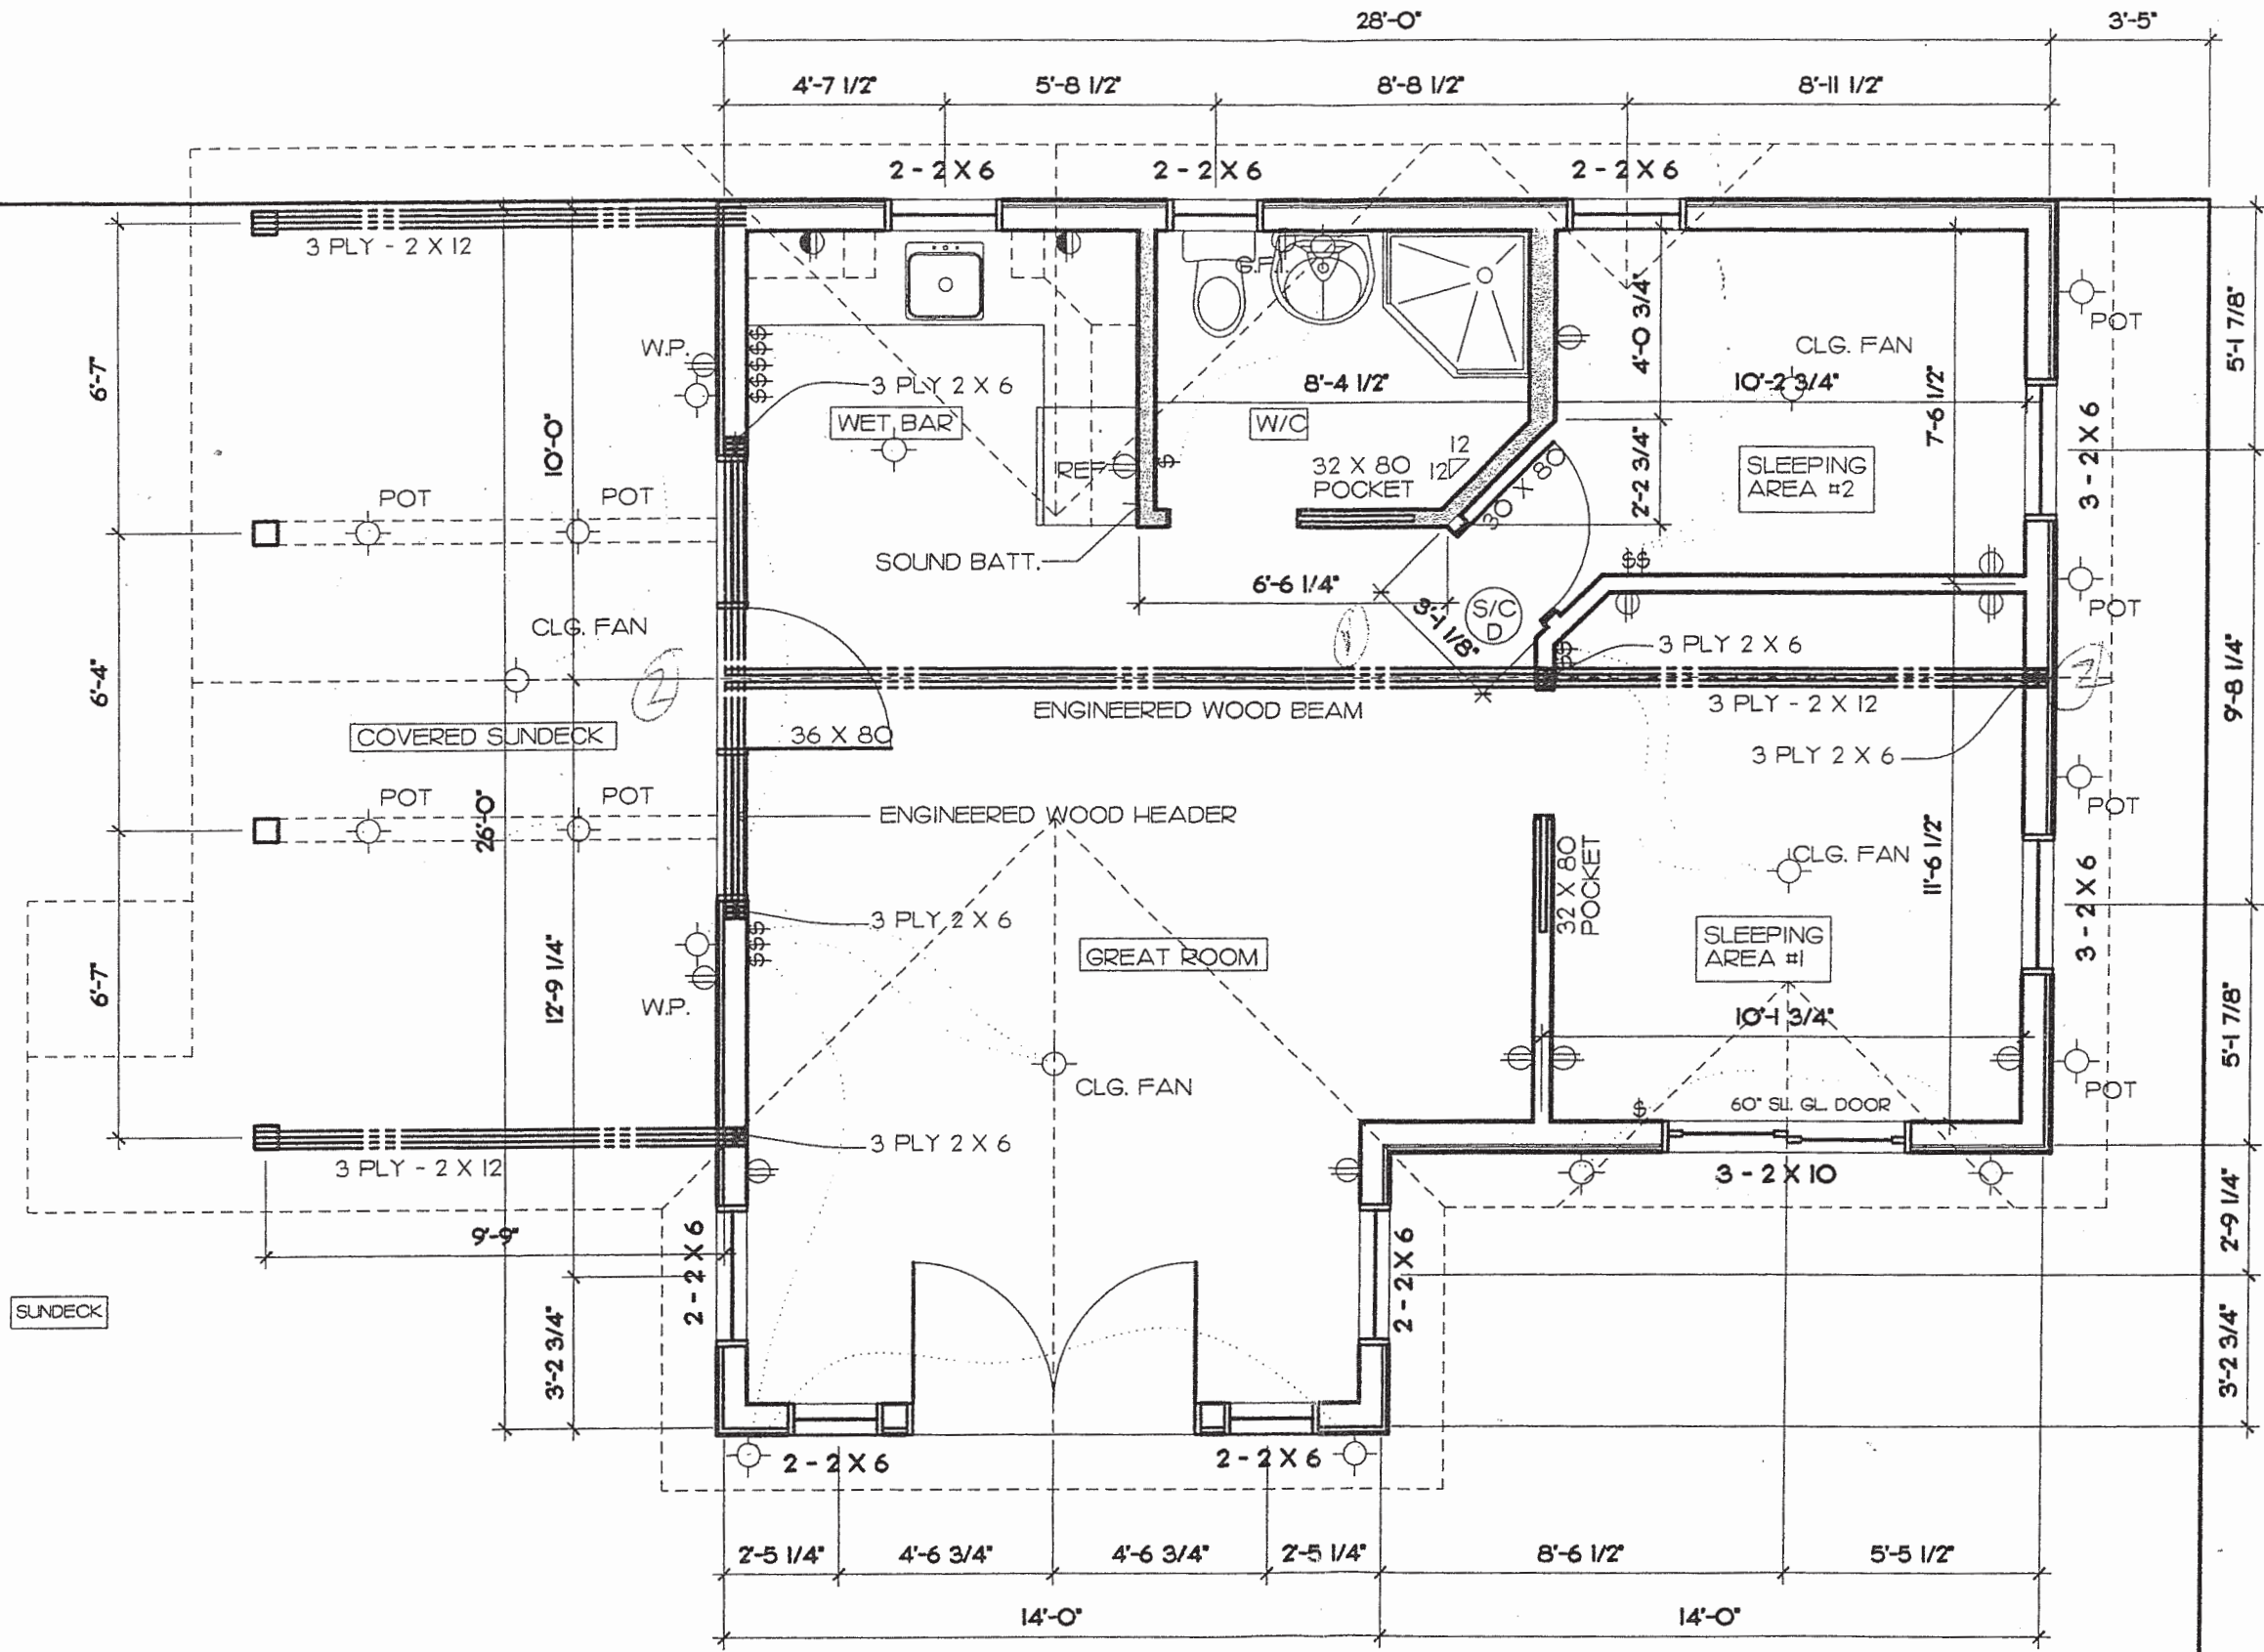 28'-0"
3'-5"
4'-7 1/2"
5'-8 1/2"
8'-8 1/2"
8'-11 1/2"
2 - 2 X 6
2 - 2 X 6
2 - 2 X 6
3 PLY - 2 X 12
G.F.I.
4'-0 3/4"
5'-1 7/8"
POT
W.P.
CLG. FAN
6'-7"
3 PLY 2 X 6
8'-4 1/2"
10'-2 3/4"
7'-6 1/2"
WET BAR
W/C
10'-0"
3 - 2 X 6
12
12
REF.
32 X 80
POCKET
30 X 80
2'-2 3/4"
SLEEPING
AREA #2
POT
POT
SOUND BATT.
$$
6'-6 1/4"
3'-1 1/8"
S/C
D
POT
CLG. FAN
1
3 PLY 2 X 6
6'-4"
2
2
9'-8 1/4"
ENGINEERED WOOD BEAM
3 PLY - 2 X 12
COVERED SUNDECK
36 X 80
3 PLY 2 X 6
POT
POT
POT
26'-0"
ENGINEERED WOOD HEADER
32 X 80
POCKET
CLG. FAN
11'-6 1/2"
3 - 2 X 6
3 PLY 2 X 6
$$$
GREAT ROOM
SLEEPING
AREA #1
6'-7"
12'-9 1/4"
W.P.
10'-1 3/4"
5'-1 7/8"
CLG. FAN
POT
$
60" SL. GL. DOOR
3 PLY 2 X 6
3 PLY - 2 X 12
3 - 2 X 10
9'-9"
2 - 2 X 6
2 - 2 X 6
2'-9 1/4"
SUNDECK
3'-2 3/4"
3'-2 3/4"
2 - 2 X 6
2 - 2 X 6
2'-5 1/4"
4'-6 3/4"
4'-6 3/4"
2'-5 1/4"
8'-6 1/2"
5'-5 1/2"
14'-0"
14'-0"